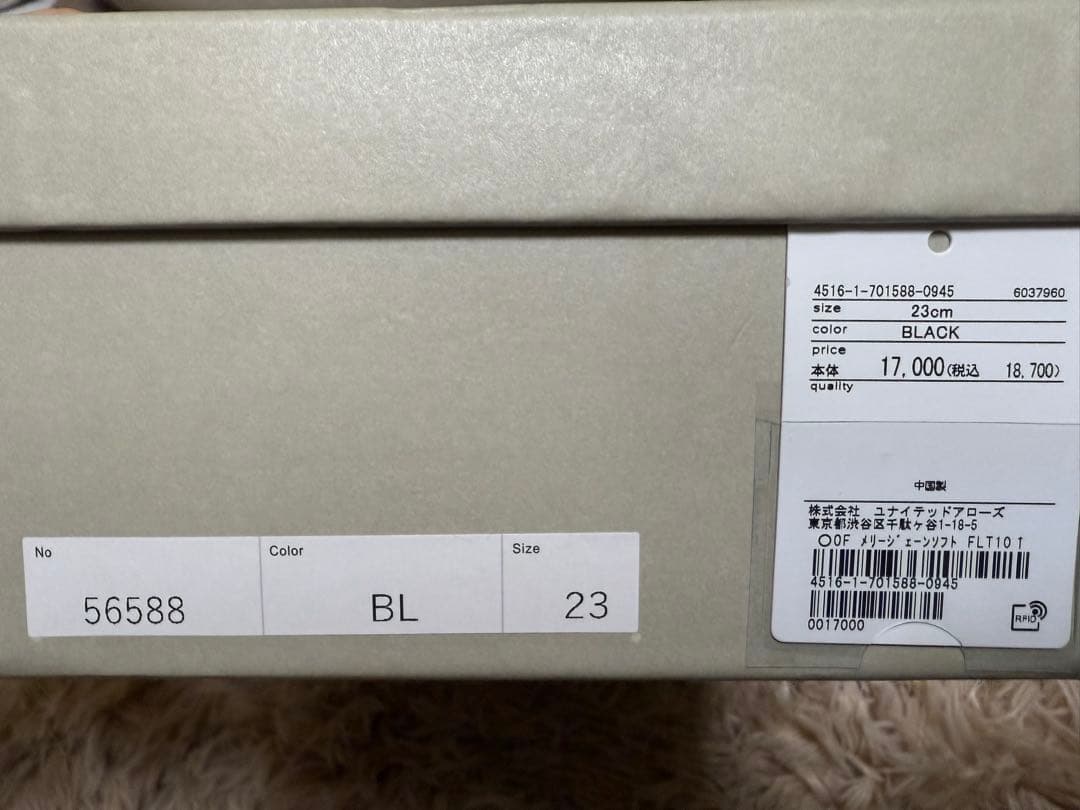 No
Color
Size
56588
BL
23
4516-1-701588-0945 6037960
size 23cm
color BLACK
price
本体 17,000(税込 18,700)
quality
中国製
株式会社 ユナイテッドアローズ
東京都渋谷区千駄ヶ谷1-18-5
○OF メリージェーンソフト FLT10↑
4516-1-701588-0945
0017000
RFID